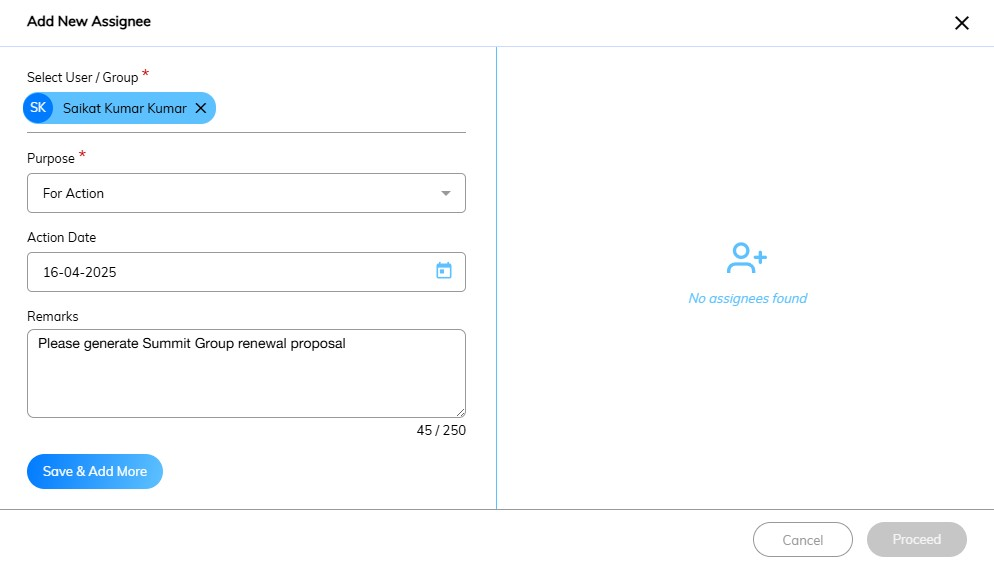 Add New Assignee
Select User / Group *
SK Saikat Kumar Kumar
Purpose *
For Action
Action Date
16-04-2025
Remarks
Please generate Summit Group renewal proposal
45 / 250
Save & Add More
No assignees found
Cancel
Proceed